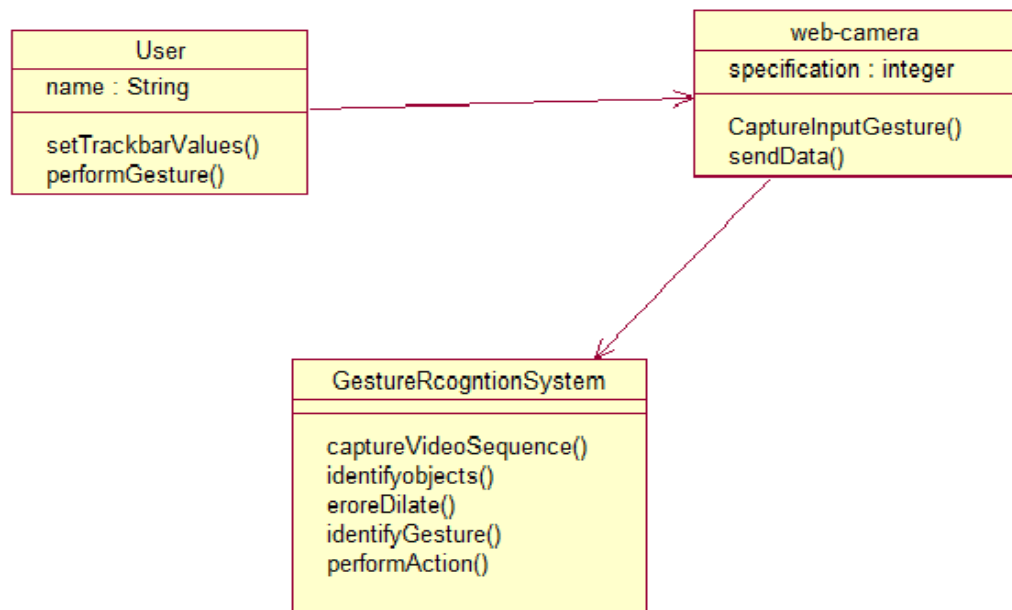 User
name : String
setTrackbarValues()
performGesture()
web-camera
specification : integer
CaptureInputGesture()
sendData()
GestureRcogntionSystem
captureVideoSequence()
identifyobjects()
eroreDilate()
identifyGesture()
performAction()